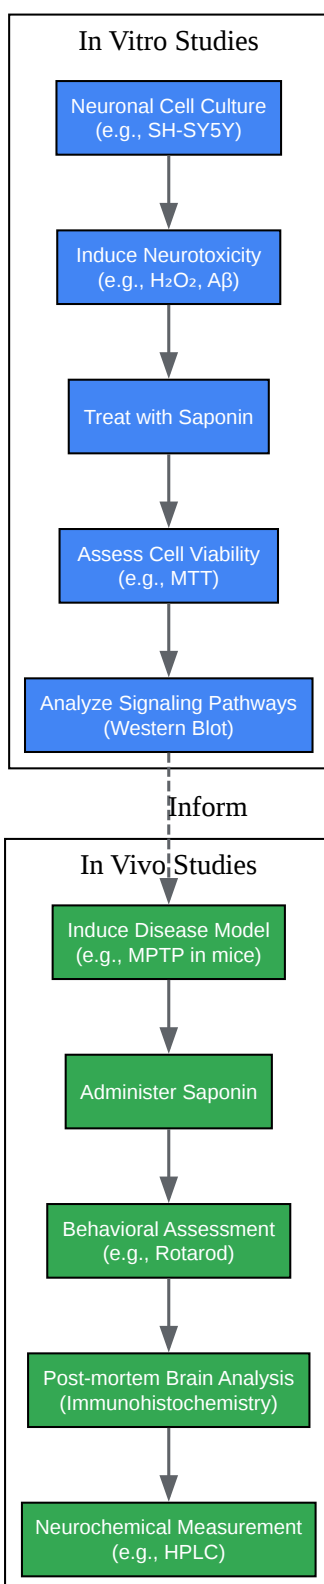 In Vitro Studies
Neuronal Cell Culture
(e.g., SH-SY5Y)
Induce Neurotoxicity
(e.g., H₂O₂, Aβ)
Treat with Saponin
Assess Cell Viability
(e.g., MTT)
Analyze Signaling Pathways
(Western Blot)
Inform
In Vivo Studies
Induce Disease Model
(e.g., MPTP in mice)
Administer Saponin
Behavioral Assessment
(e.g., Rotarod)
Post-mortem Brain Analysis
(Immunohistochemistry)
Neurochemical Measurement
(e.g., HPLC)